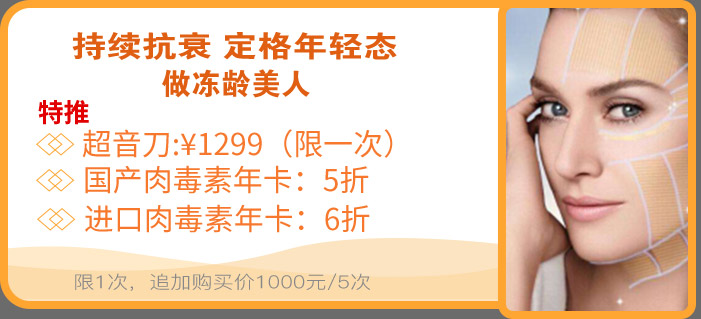 持续抗衰 定格年轻态
做冻龄美人
特推
超音刀:¥1299（限一次）
国产肉毒素年卡：5折
进口肉毒素年卡：6折
限1次，追加购买价1000元/5次